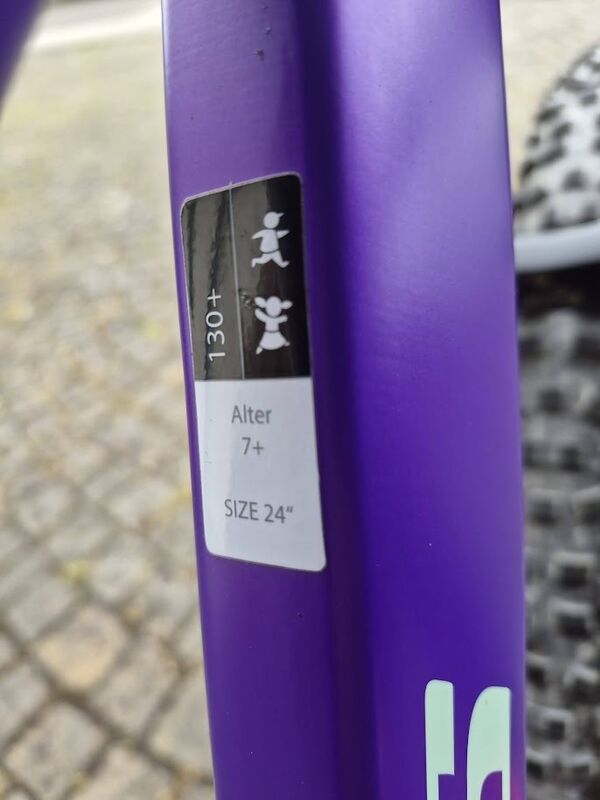 130+
Alter
7+
SIZE 24“